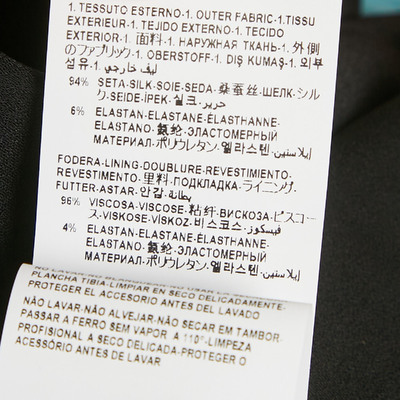 1. TESSUTO ESTERNO-1. OUTER FABRIC-1.TISSU
EXTERIEUR-1. TEJIDO EXTERNO-1. TECIDO
EXTERIOR-1. 面料-1. НАРУЖНАЯ ТКАНЬ-1. 外側
のファブリック-1. OBERSTOFF-1. DIŞ KUMAŞ-1. 외부
섬유-1. ليف خارجي
94% SETA-SILK-SOIE-SEDA-桑蚕丝-ШЕЛК-シル
ク-SEIDE-İPEK-실크-حرير
6% ELASTAN-ELASTANE-ÉLASTHANNE-
ELASTANO-氨纶-ЭЛАСТОМЕРНЫЙ
МАТЕРИАЛ-ポリウレタン-엘라스텐-إيلاستين
FODERA-LINING-DOUBLURE-REVESTIMIENTO-
REVESTIMENTO-里料-ПОДКЛАДКА-ライニング-
FUTTER-ASTAR-안감-بطانة
96% VISCOSA-VISCOSE-粘纤-ВИСКОЗА-ビスコー
ス-VISKOSE-VİSKOZ-비스코스-فيسكوز
4% ELASTAN-ELASTANE-ÉLASTHANNE-
ELASTANO-氨纶-ЭЛАСТОМЕРНЫЙ
МАТЕРИАЛ-ポリウレタン-엘라스텐-إيلاستين
PLANCHA TIBIA-LIMPIAR EN SECO DELICADAMENTE-
PROTEGER EL ACCESORIO ANTES DEL LAVADO
NÃO LAVAR-NÃO ALVEJAR-NÃO SECAR EM TAMBOR-
PASSAR A FERRO SEM VAPOR A 110°-LIMPEZA
PROFISSIONAL A SECO DELICADA-PROTEGER O
ACESSÓRIO ANTES DE LAVAR